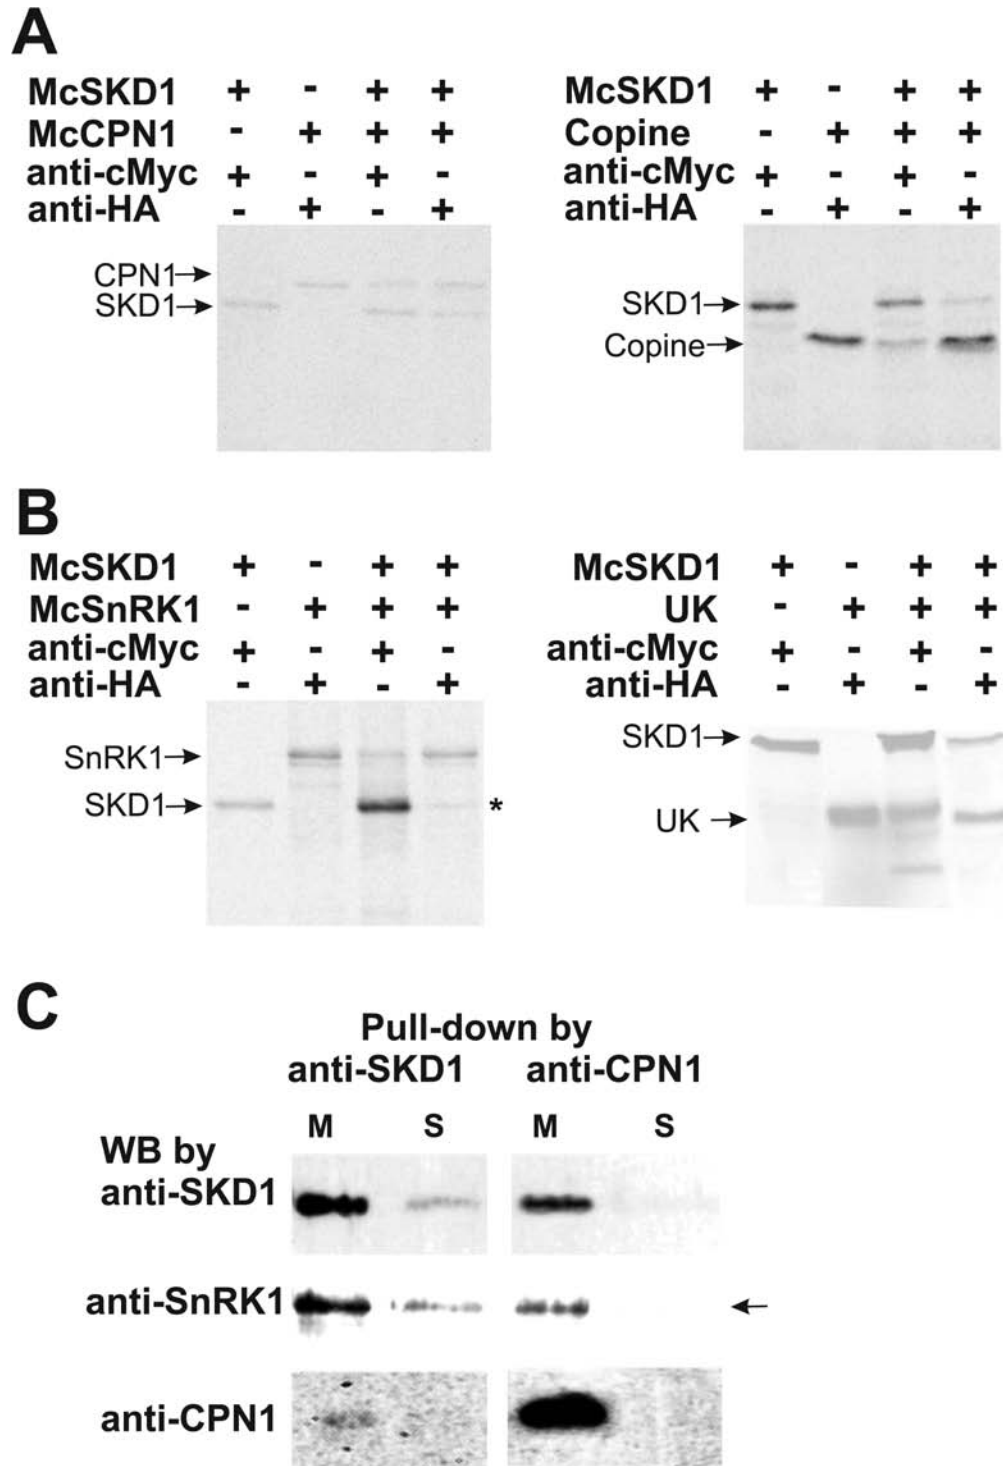 A
McSKD1 + - + +
McCPN1 - + + +
anti-cMyc + - + -
anti-HA - + - +
CPN1
SKD1
McSKD1 + - + +
Copine - + + +
anti-cMyc + - + -
anti-HA - + - +
SKD1
Copine
B
McSKD1 + - + +
McSnRK1 - + + +
anti-cMyc + - + -
anti-HA - + - +
SnRK1
SKD1 *
McSKD1 + - + +
UK - + + +
anti-cMyc + - + -
anti-HA - + - +
SKD1
UK
C
Pull-down by
anti-SKD1 anti-CPN1
M S M S
WB by
anti-SKD1
anti-SnRK1
anti-CPN1